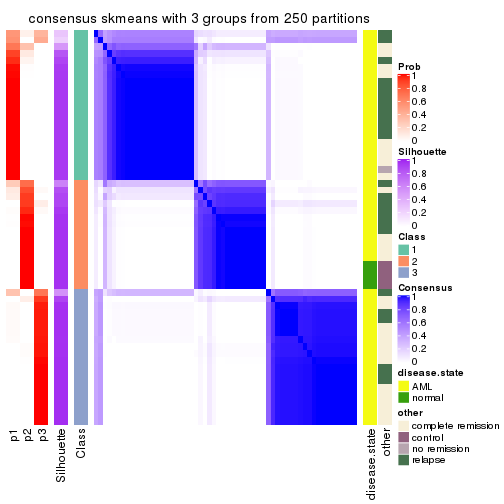 consensus skmeans with 3 groups from 250 partitions
Prob
1
0.8
0.6
0.4
0.2
0
Silhouette
1
0.8
0.6
0.4
0.2
0
Class
1
2
3
Consensus
1
0.8
0.6
0.4
0.2
0
disease.state
AML
normal
other
complete remission
control
no remission
relapse
p1
p2
p3
Silhouette
Class
disease.state
other